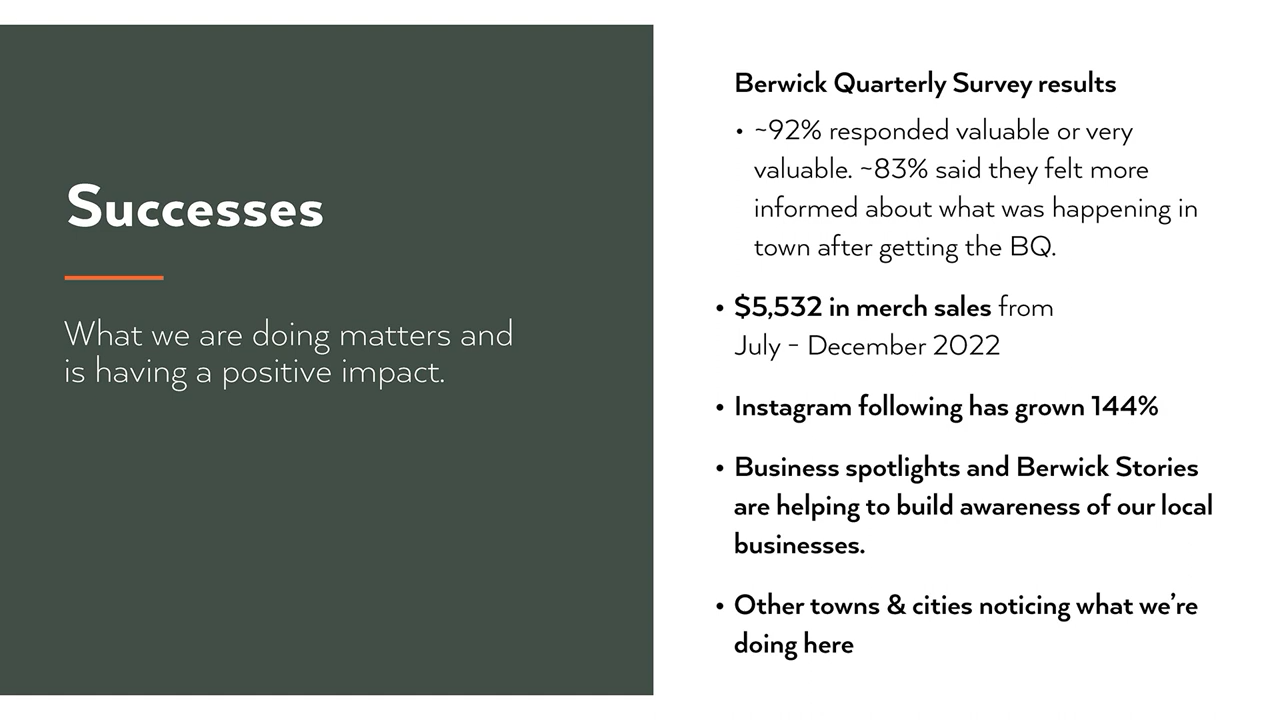 Successes
What we are doing matters and
is having a positive impact.
Berwick Quarterly Survey results
• ~92% responded valuable or very
valuable. ~83% said they felt more
informed about what was happening in
town after getting the BQ.
• $5,532 in merch sales from
July - December 2022
• Instagram following has grown 144%
• Business spotlights and Berwick Stories
are helping to build awareness of our local
businesses.
• Other towns & cities noticing what we’re
doing here